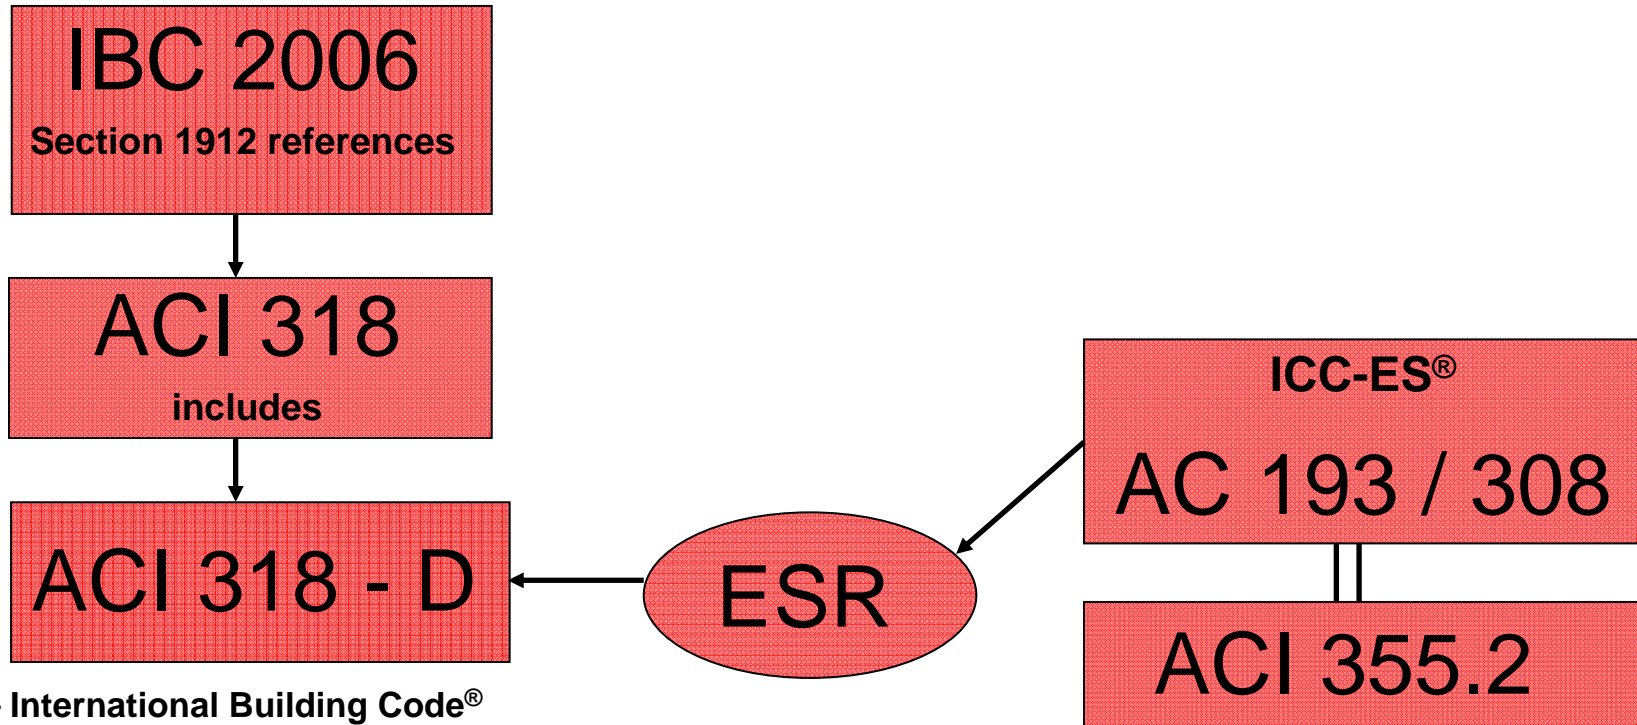 IBC 2006
Section 1912 references
ACI 318
includes
ACI 318 - D
ESR
ICC-ES®
AC 193 / 308
ACI 355.2
- International Building Code®